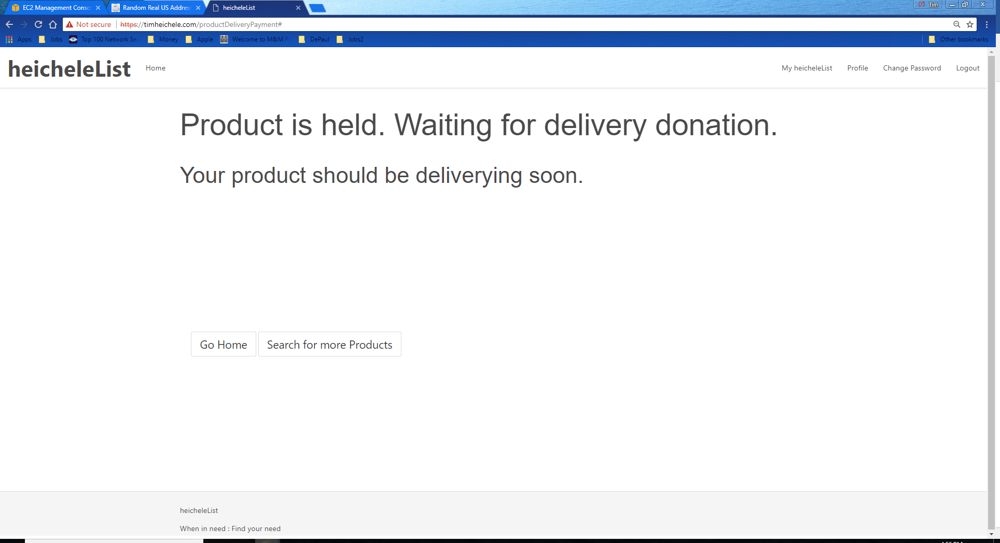 EC2 Management Conso
Random Real US Address
heicheleList
Tim
Not secure
https://timheichele.com/productDeliveryPayment#
Apps
Jobs
Top 100 Network Sec
Money
Apple
Welcome to M&M P
DePaul
Jobs2
Other bookmarks
heicheleList
Home
My heicheleList
Profile
Change Password
Logout
Product is held. Waiting for delivery donation.
Your product should be deliverying soon.
Go Home
Search for more Products
heicheleList
When in need : Find your need